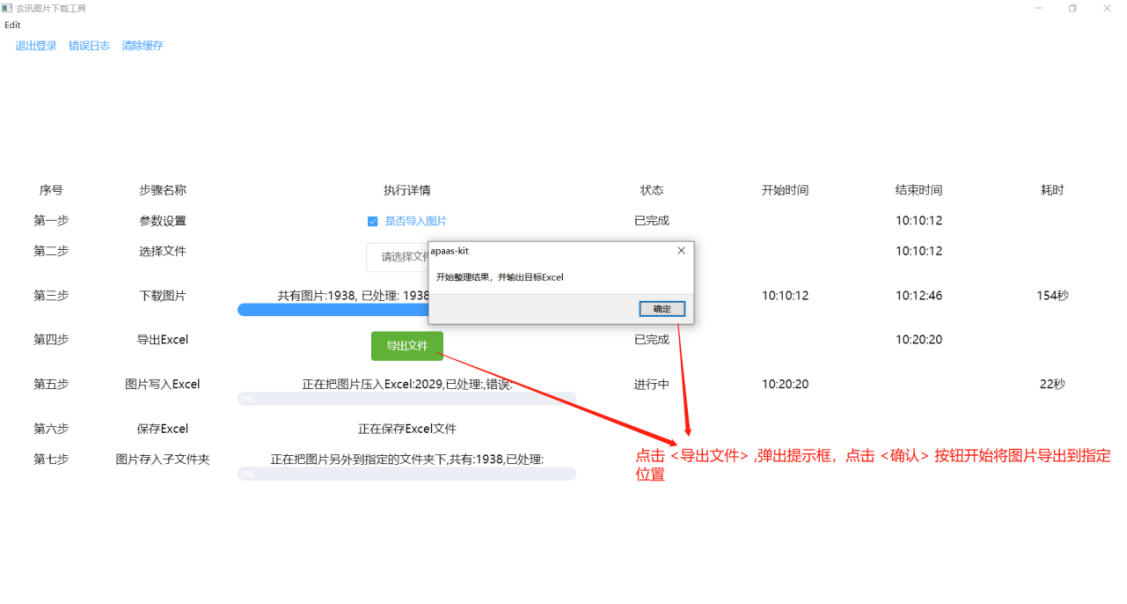 玄讯图片下载工具
Edit
退出登录 错误日志 清除缓存
序号 步骤名称 执行详情 状态 开始时间 结束时间 耗时
第一步 参数设置 是否导入图片 已完成 10:10:12
第二步 选择文件 请选择文件 10:10:12
apaas-kit
开始整理结果，并输出目标Excel
确定
第三步 下载图片 共有图片:1938, 已处理: 1938 10:10:12 10:12:46 154秒
第四步 导出Excel 导出文件 已完成 10:20:20
第五步 图片写入Excel 正在把图片压入Excel:2029,已处理:,错误: 进行中 10:20:20 22秒
0%
第六步 保存Excel 正在保存Excel文件
第七步 图片存入子文件夹 正在把图片另外到指定的文件夹下,共有:1938,已处理:
0%
点击 <导出文件> ,弹出提示框，点击 <确认> 按钮开始将图片导出到指定
位置